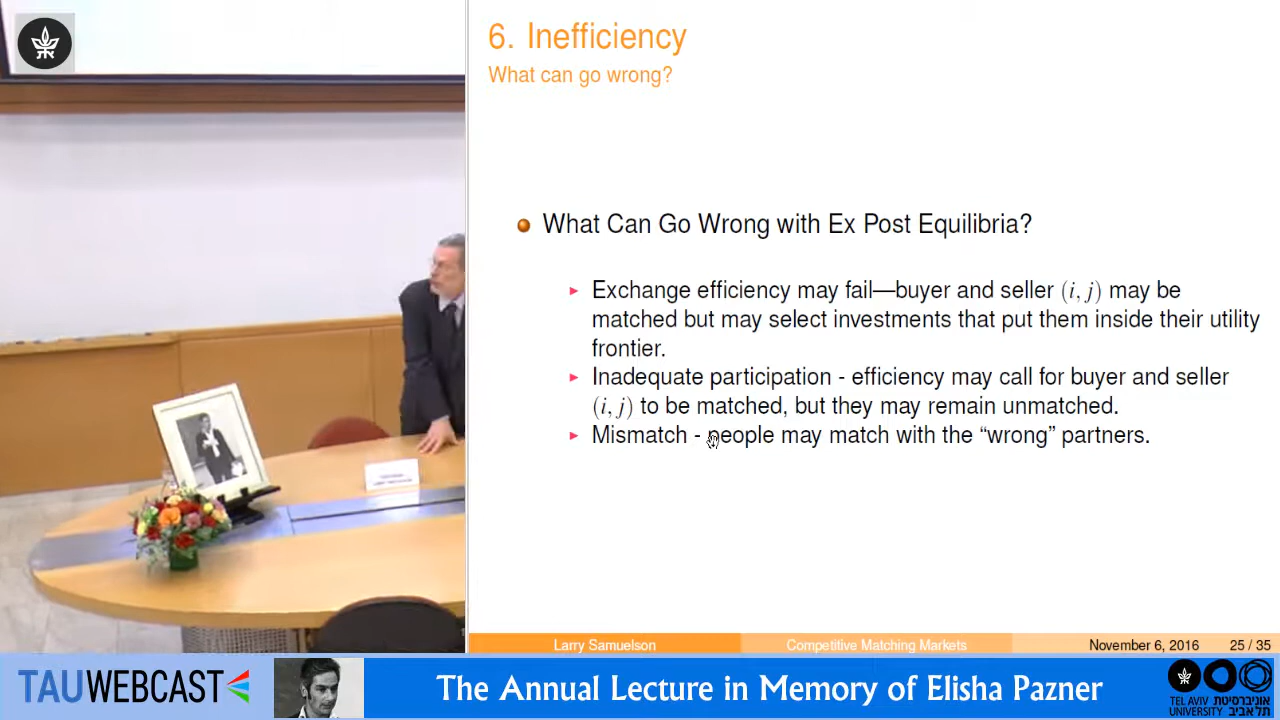 6. Inefficiency
What can go wrong?
What Can Go Wrong with Ex Post Equilibria?
Exchange efficiency may fail—buyer and seller (i, j) may be
matched but may select investments that put them inside their utility
frontier.
Inadequate participation - efficiency may call for buyer and seller
(i, j) to be matched, but they may remain unmatched.
Mismatch - people may match with the “wrong” partners.
Larry Samuelson
Competitive Matching Markets
November 6, 2016
25 / 35
TAUWEBCAST
The Annual Lecture in Memory of Elisha Pazner
TEL AVIV אוניברסיטת
UNIVERSITY תל אביב